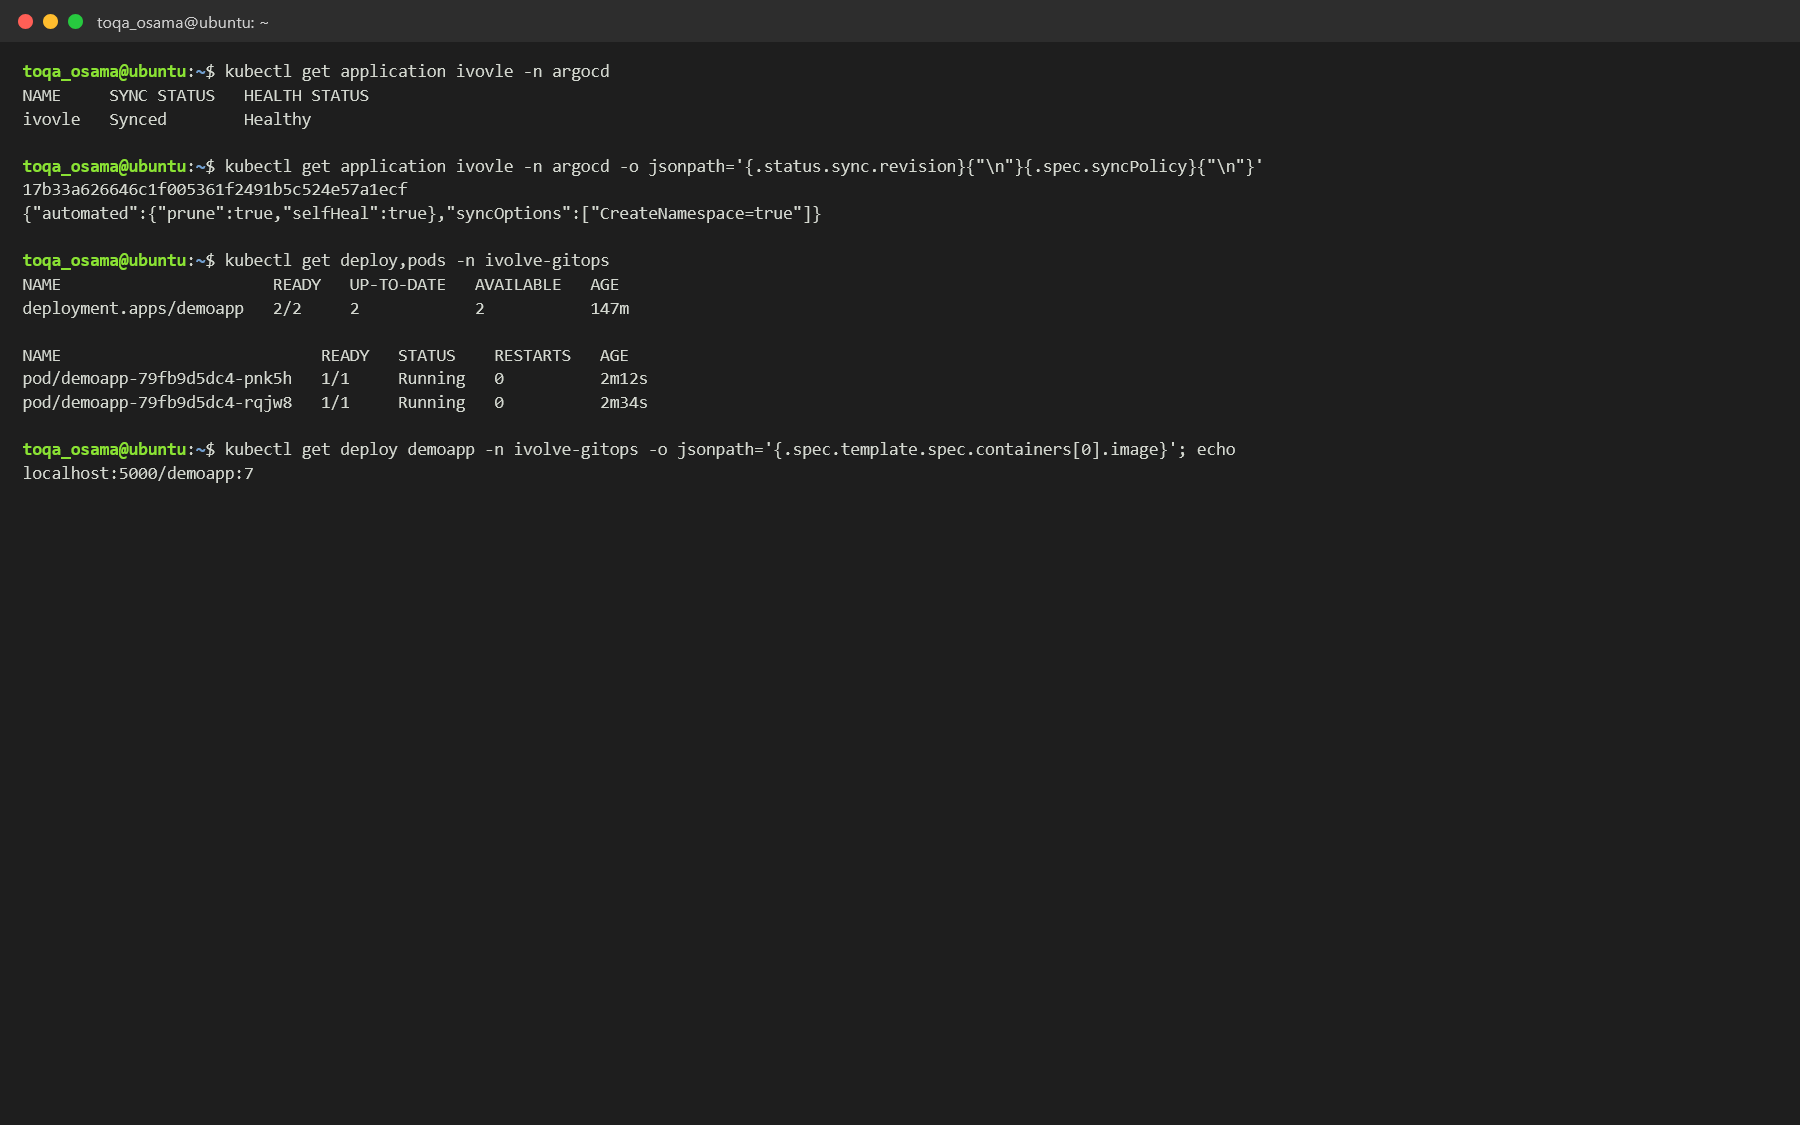 toqa_osama@ubuntu: ~
toqa_osama@ubuntu:~$ kubectl get application ivovle -n argocd
NAME     SYNC STATUS   HEALTH STATUS
ivovle   Synced        Healthy
toqa_osama@ubuntu:~$ kubectl get application ivovle -n argocd -o jsonpath='{.status.sync.revision}{"\n"}{.spec.syncPolicy}{"\n"}'
17b33a626646c1f005361f2491b5c524e57a1ecf
{"automated":{"prune":true,"selfHeal":true},"syncOptions":["CreateNamespace=true"]}
toqa_osama@ubuntu:~$ kubectl get deploy,pods -n ivolve-gitops
NAME                      READY   UP-TO-DATE   AVAILABLE   AGE
deployment.apps/demoapp   2/2     2            2           147m
NAME                           READY   STATUS    RESTARTS   AGE
pod/demoapp-79fb9d5dc4-pnk5h   1/1     Running   0          2m12s
pod/demoapp-79fb9d5dc4-rqjw8   1/1     Running   0          2m34s
toqa_osama@ubuntu:~$ kubectl get deploy demoapp -n ivolve-gitops -o jsonpath='{.spec.template.spec.containers[0].image}'; echo
localhost:5000/demoapp:7